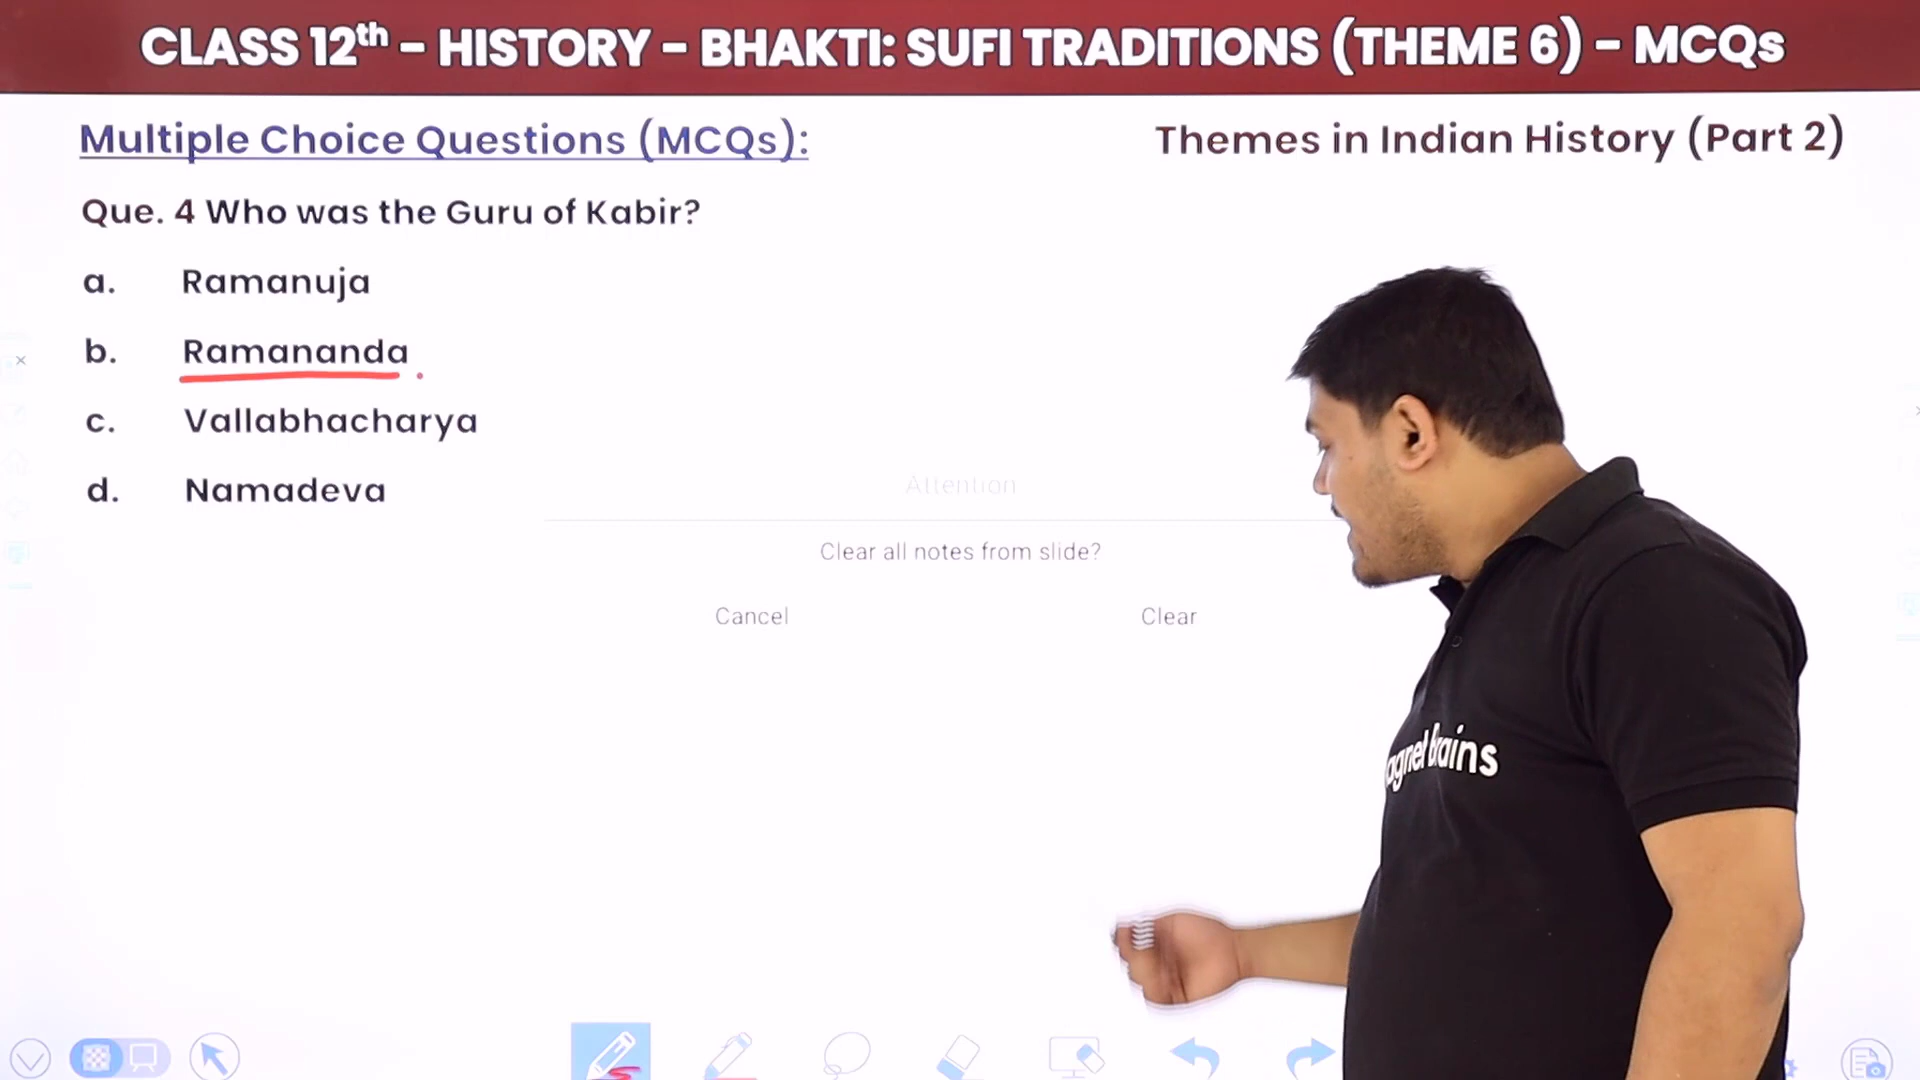 CLASS 12th – HISTORY – BHAKTI: SUFI TRADITIONS (THEME 6) – MCQs
Multiple Choice Questions (MCQs):
Themes in Indian History (Part 2)
Que. 4 Who was the Guru of Kabir?
a. Ramanuja
b. Ramananda
c. Vallabhacharya
d. Namadeva
Attention
Clear all notes from slide?
Cancel Clear
agnet Brains